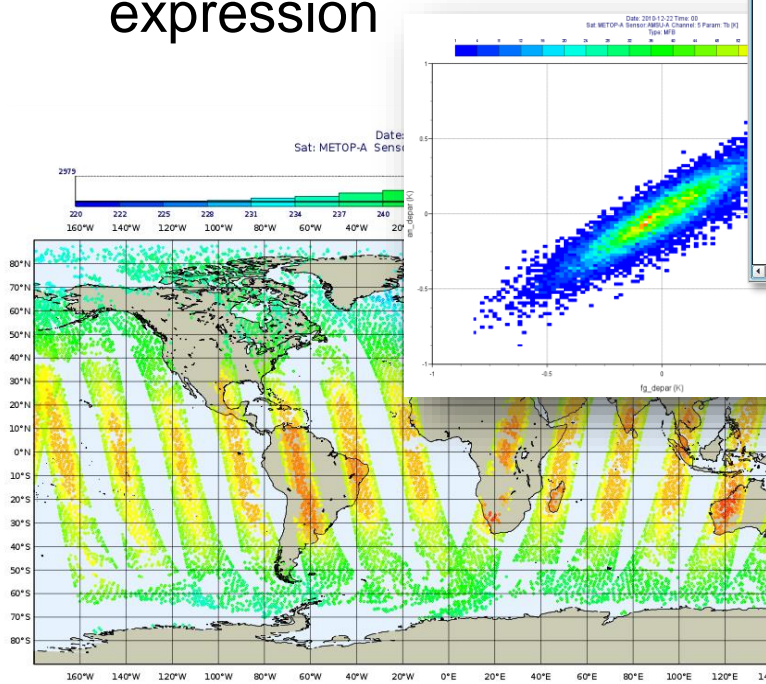 expression
Date: 2010-12-22 Time: 00
Sat: METOP-A Sensor: AMSU-A Channel: 5 Param: Tb [K]
Type: MFB
Date:
Sat: METOP-A Senso
2979
220 222 225 228 231 234 237 240
160°W 140°W 120°W 100°W 80°W 60°W 40°W 20°
1
0.5
0
-0.5
-1
an_depar (K)
-1 -0.5 0
fg_depar (K)
80°N
70°N
60°N
50°N
40°N
30°N
20°N
10°N
0°N
10°S
20°S
30°S
40°S
50°S
60°S
70°S
80°S
160°W 140°W 120°W 100°W 80°W 60°W 40°W 20°W 0°E 20°E 40°E 60°E 80°E 100°E 120°E 14